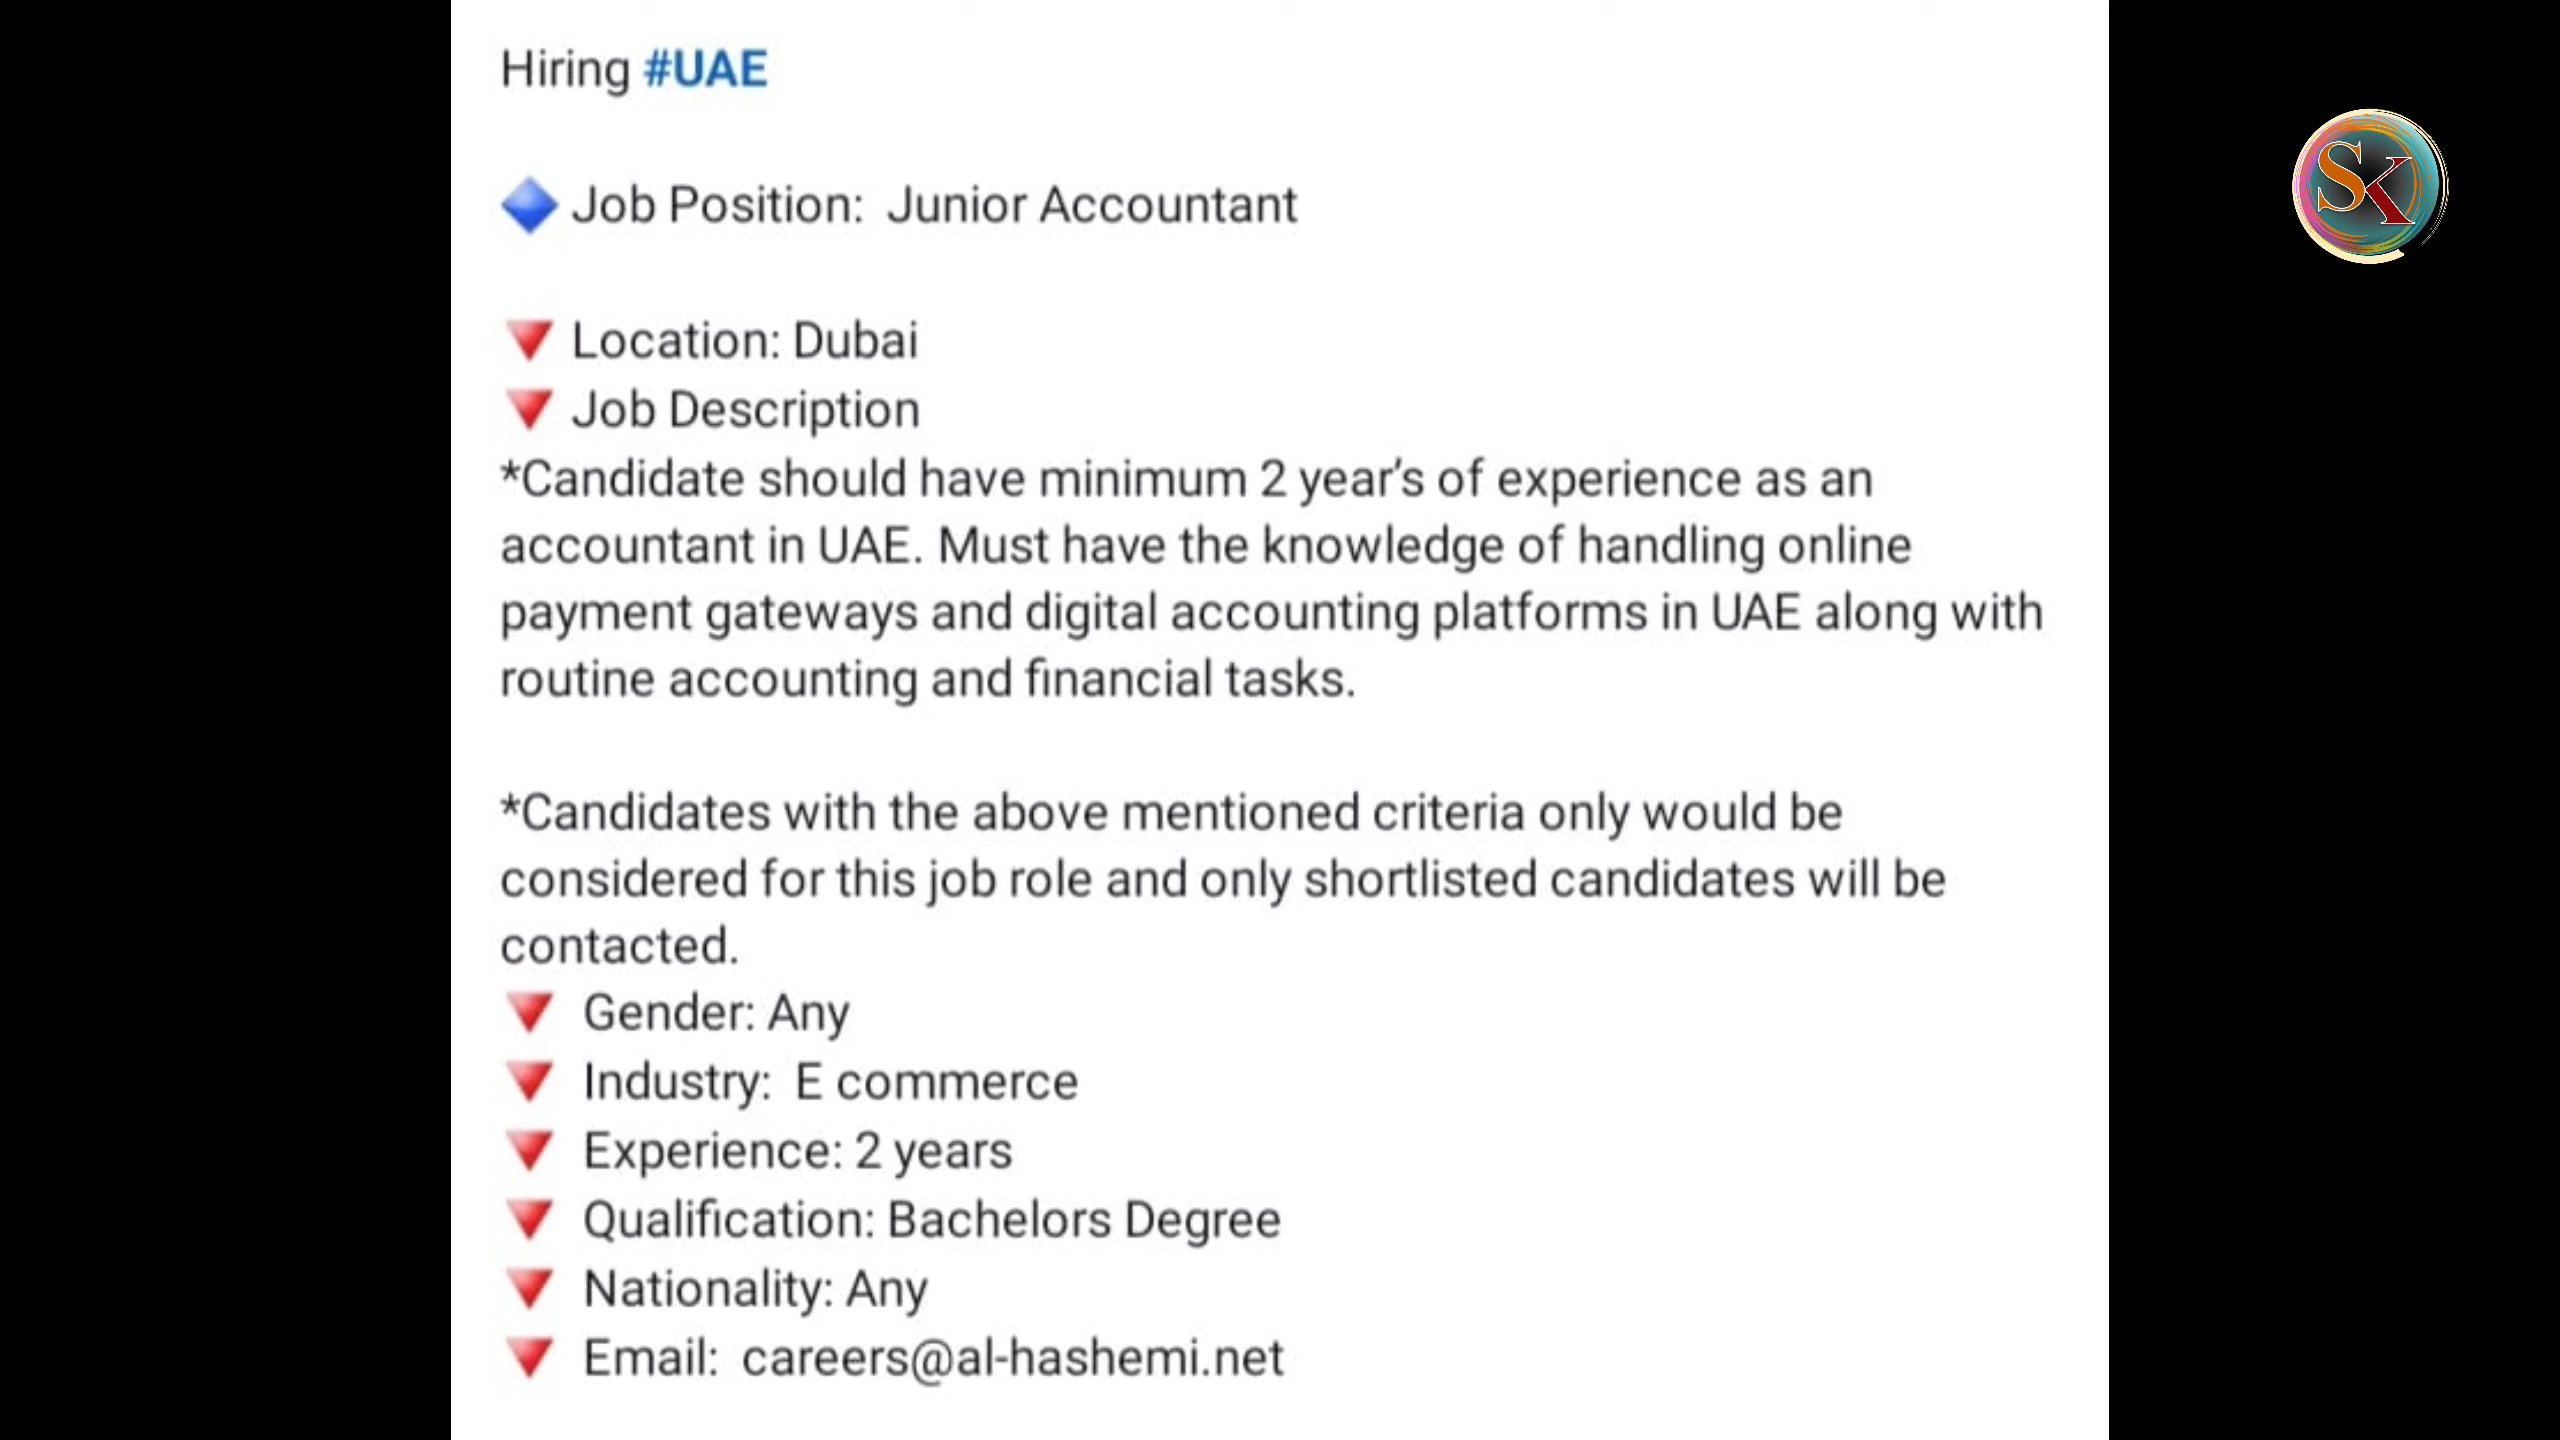 Hiring #UAE
Job Position: Junior Accountant
Location: Dubai
Job Description
*Candidate should have minimum 2 year's of experience as an
accountant in UAE. Must have the knowledge of handling online
payment gateways and digital accounting platforms in UAE along with
routine accounting and financial tasks.
*Candidates with the above mentioned criteria only would be
considered for this job role and only shortlisted candidates will be
contacted.
Gender: Any
Industry: E commerce
Experience: 2 years
Qualification: Bachelors Degree
Nationality: Any
Email: careers@al-hashemi.net
SK